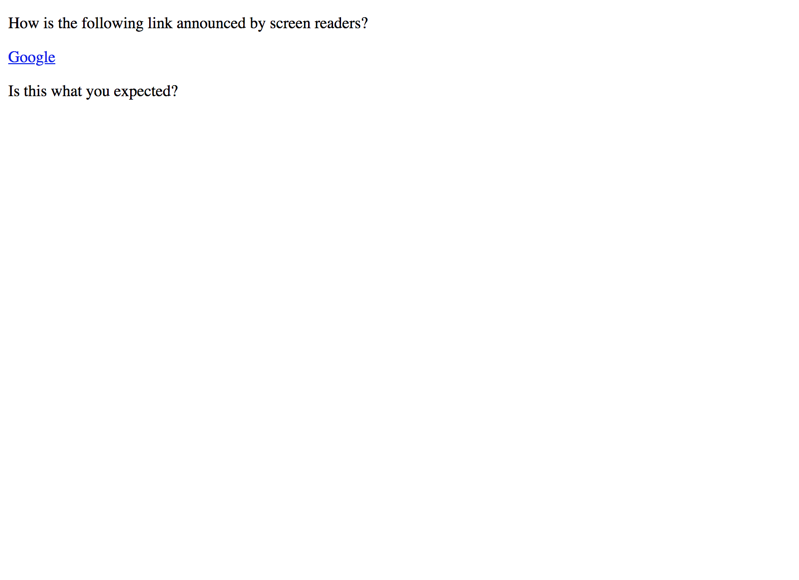 How is the following link announced by screen readers?
Google
Is this what you expected?